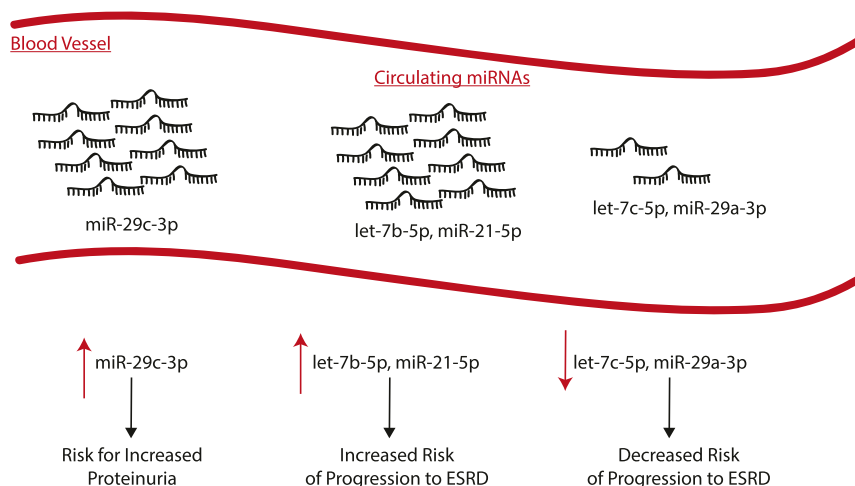 Blood Vessel
Circulating miRNAs
miR-29c-3p
let-7b-5p, miR-21-5p
let-7c-5p, miR-29a-3p
miR-29c-3p
let-7b-5p, miR-21-5p
let-7c-5p, miR-29a-3p
Risk for Increased
Proteinuria
Increased Risk
of Progression to ESRD
Decreased Risk
of Progression to ESRD